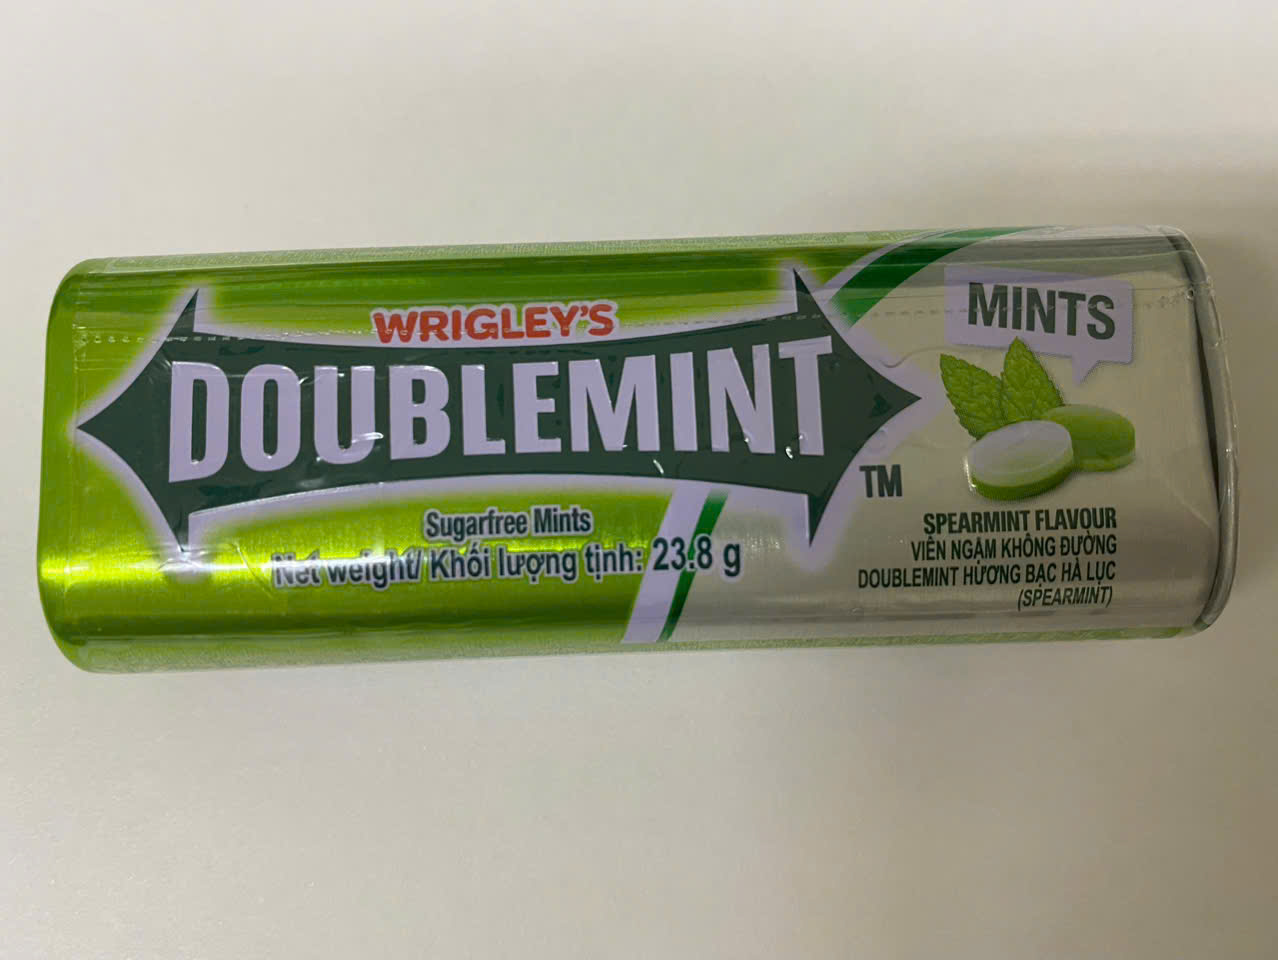 WRIGLEY'S
DOUBLEMINT
TM
Sugarfree Mints
Net weight/ Khối lượng tịnh: 23.8 g
MINTS
SPEARMINT FLAVOUR
VIÊN NGẬM KHÔNG ĐƯỜNG
DOUBLEMINT HƯƠNG BẠC HÀ LỤC
(SPEARMINT)